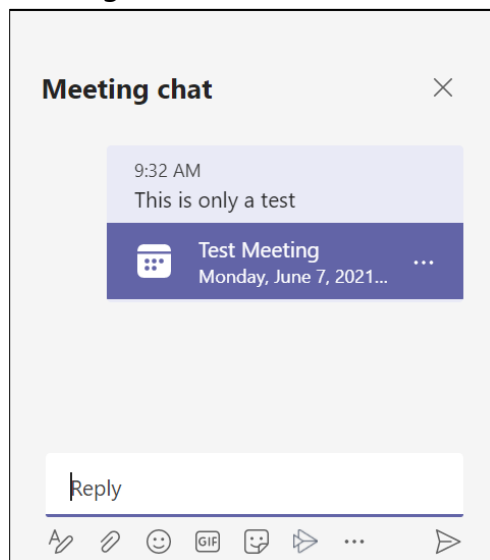 Meeting chat
9:32 AM
This is only a test
Test Meeting
Monday, June 7, 2021...
Reply
GIF